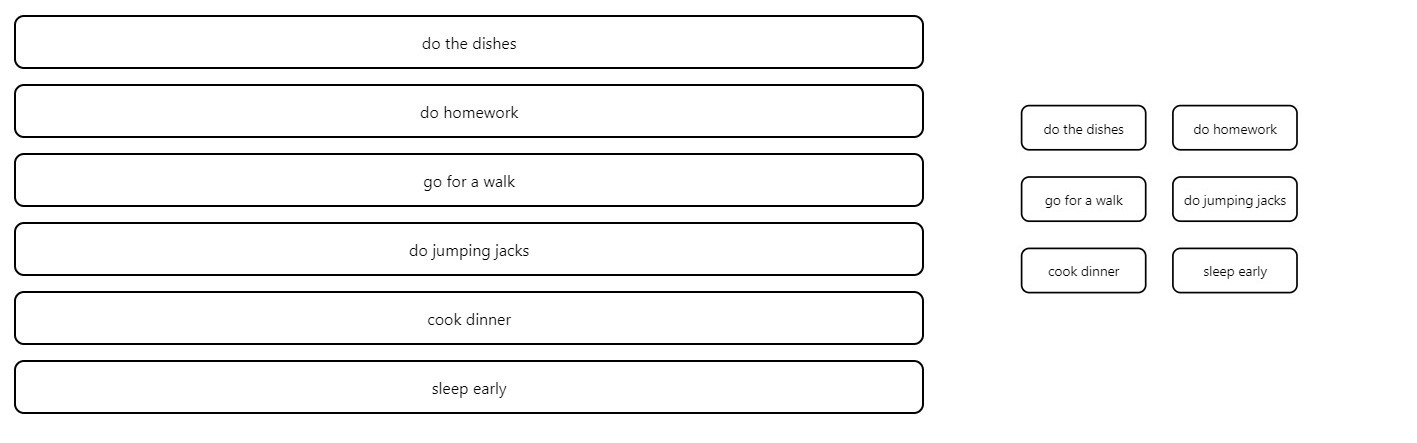 do the dishes
do homework
go for a walk
do jumping jacks
cook dinner
sleep early
do the dishes
do homework
go for a walk
do jumping jacks
cook dinner
sleep early